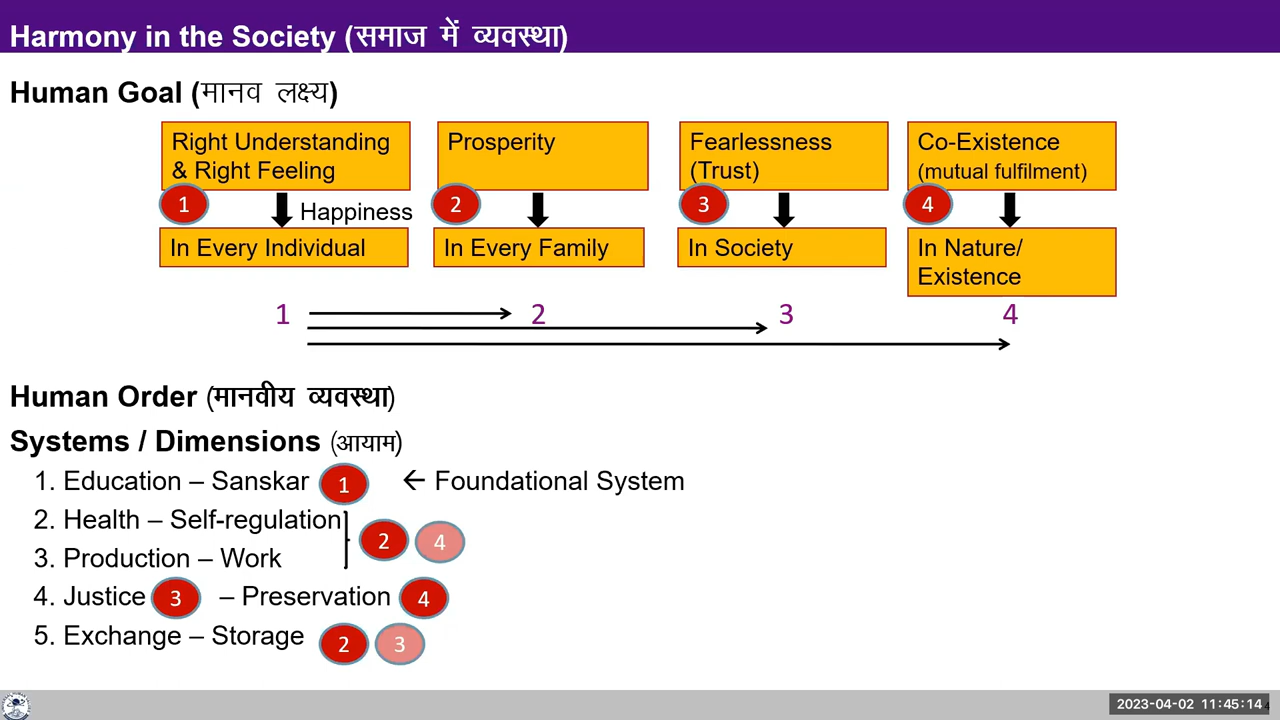 Harmony in the Society (समाज में व्यवस्था)
Human Goal (मानव लक्ष्य)
Right Understanding
& Right Feeling
Prosperity
Fearlessness
(Trust)
Co-Existence
(mutual fulfilment)
1
Happiness
2
3
4
In Every Individual
In Every Family
In Society
In Nature/
Existence
1 2 3 4
Human Order (मानवीय व्यवस्था)
Systems / Dimensions (आयाम)
1. Education – Sanskar 1 ← Foundational System
2. Health – Self-regulation
2 4
3. Production – Work
4. Justice 3 – Preservation 4
5. Exchange – Storage 2 3
2023-04-02 11:45:14